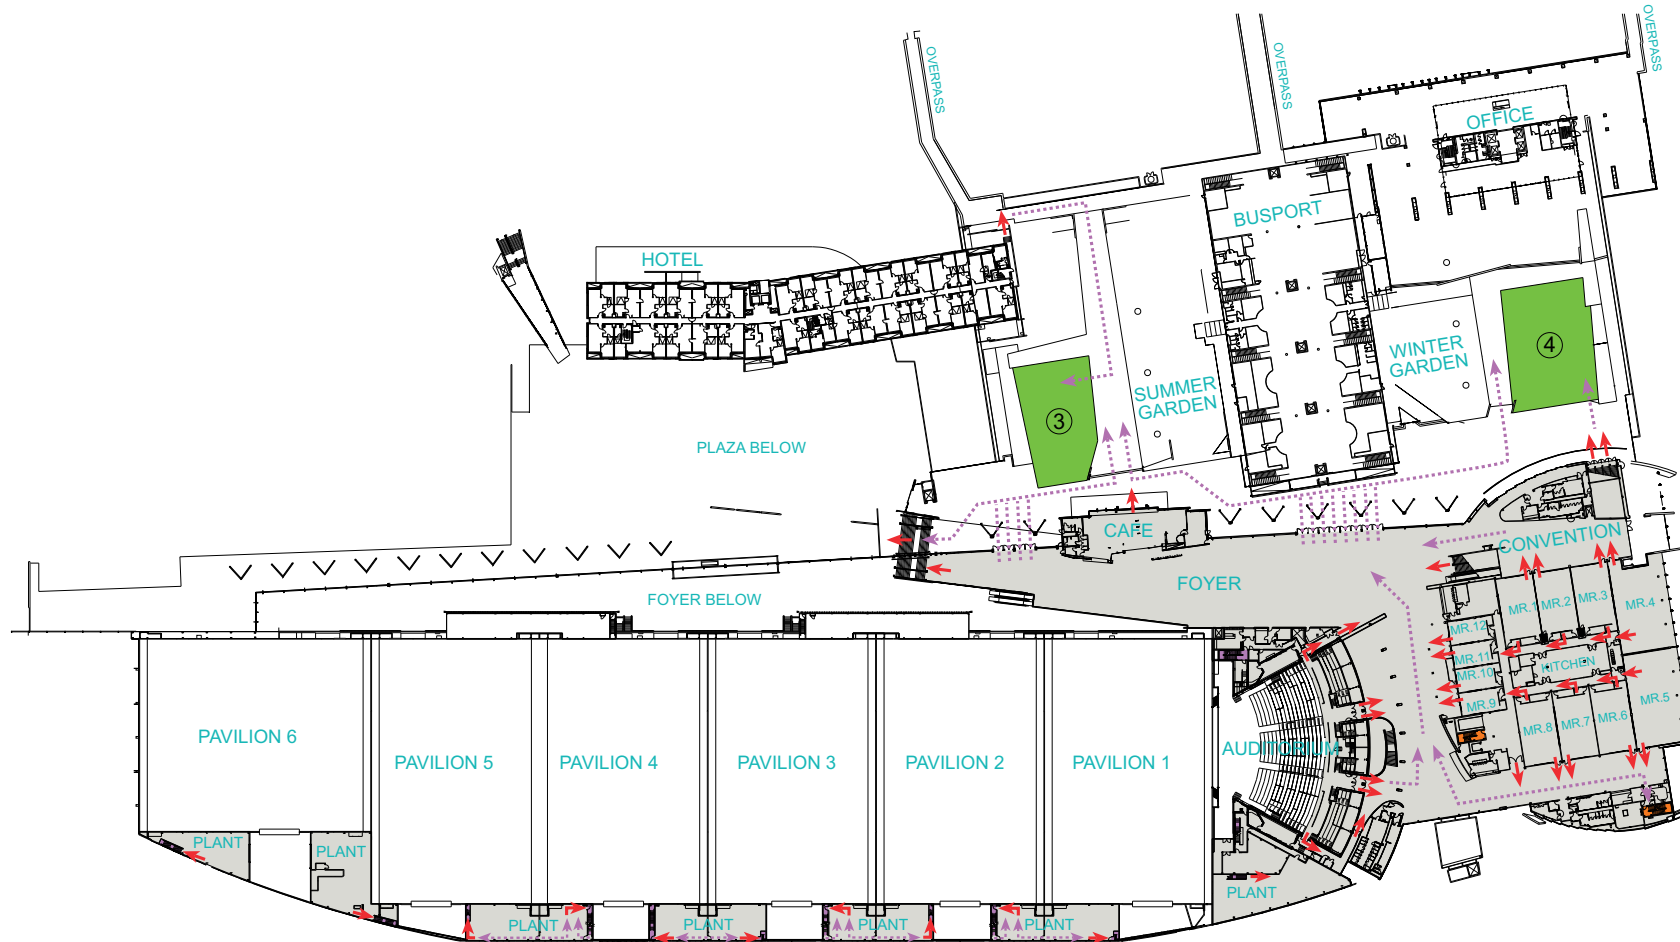 OVERPASS
OVERPASS
OVERPASS
OFFICE
BUSPORT
HOTEL
WINTER
GARDEN
4
SUMMER
GARDEN
3
PLAZA BELOW
CAFE
CONVENTION
FOYER
FOYER BELOW
MR.1
MR.2
MR.3
MR.4
MR.12
MR.11
MR.10
MR.9
KITCHEN
MR.5
MR.8
MR.7
MR.6
PAVILION 6
PAVILION 5
PAVILION 4
PAVILION 3
PAVILION 2
PAVILION 1
AUDITORIUM
PLANT
PLANT
PLANT
PLANT
PLANT
PLANT
PLANT